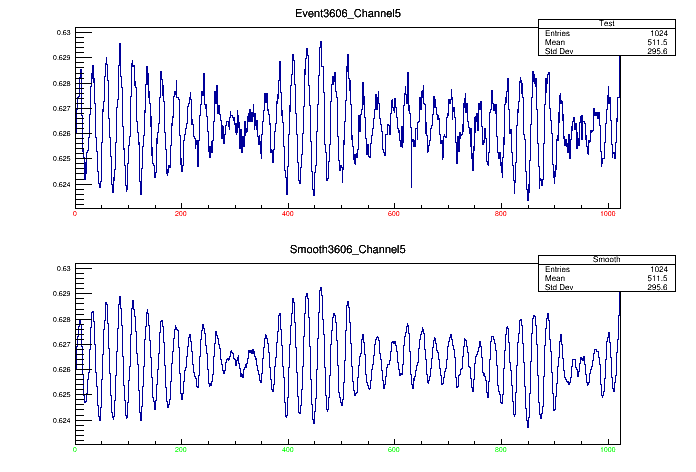 Event3606_Channel5
Test
Entries 1024
Mean 511.5
Std Dev 295.6
0.63
0.629
0.628
0.627
0.626
0.625
0.624
0 200 400 600 800 1000
Smooth3606_Channel5
Smooth
Entries 1024
Mean 511.5
Std Dev 295.6
0.63
0.629
0.628
0.627
0.626
0.625
0.624
0 200 400 600 800 1000